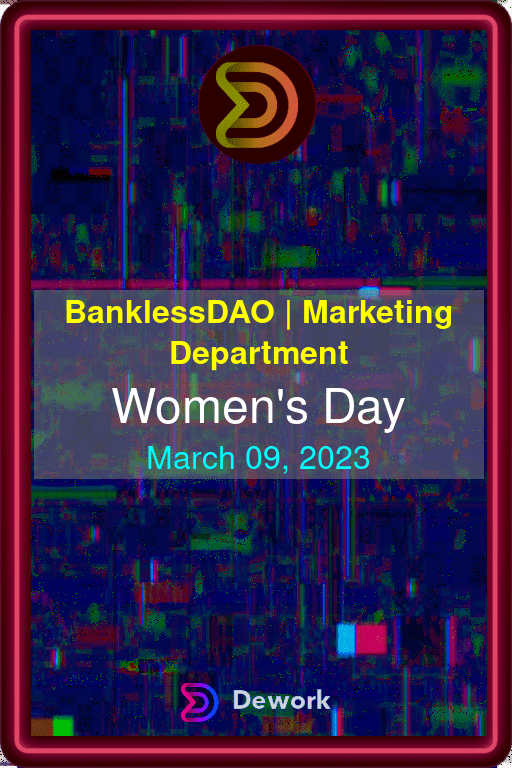 BanklessDAO | Marketing
Department
Women's Day
March 09, 2023
Dework